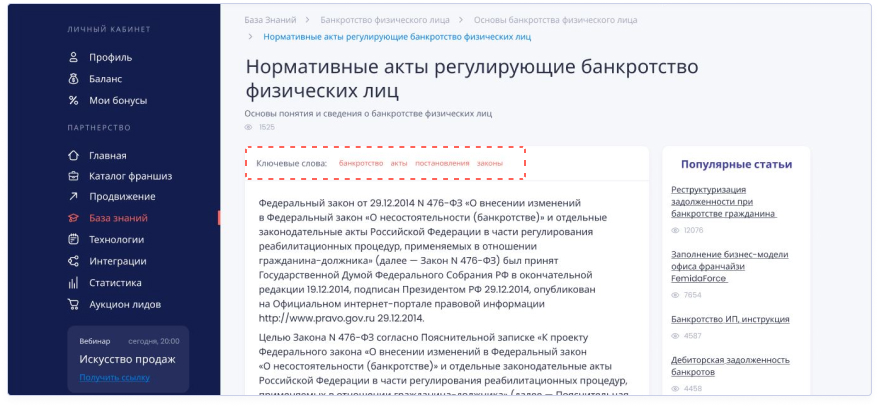 ЛИЧНЫЙ КАБИНЕТ
Профиль
Баланс
Мои бонусы
ПАРТНЕРСТВО
Главная
Каталог франшиз
Продвижение
База знаний
Технологии
Интеграции
Статистика
Аукцион лидов
Вебинар сегодня, 20:00
Искусство продаж
Получить ссылку
База Знаний > Банкротство физического лица > Основы банкротства физического лица
> Нормативные акты регулирующие банкротство физических лиц
Нормативные акты регулирующие банкротство
физических лиц
Основы понятия и сведения о банкротстве физических лиц
1525
Ключевые слова: банкротство акты постановления законы
Федеральный закон от 29.12.2014 N 476-ФЗ «О внесении изменений
в Федеральный закон «О несостоятельности (банкротстве)» и отдельные
законодательные акты Российской Федерации в части регулирования
реабилитационных процедур, применяемых в отношении
гражданина-должника» (далее — Закон N 476-ФЗ) был принят
Государственной Думой Федерального Собрания РФ в окончательной
редакции 19.12.2014, подписан Президентом РФ 29.12.2014, опубликован
на Официальном интернет-портале правовой информации
http://www.pravo.gov.ru 29.12.2014.
Целью Закона N 476-ФЗ согласно Пояснительной записке «К проекту
Федерального закона «О внесении изменений в Федеральный закон
«О несостоятельности (банкротстве)» и отдельные законодательные акты
Российской Федерации в части регулирования реабилитационных процедур,
применяемых в отношении гражданина-должника» (далее — Пояснительная
Популярные статьи
Реструктуризация
задолженности при
банкротстве гражданина
12076
Заполнение бизнес-модели
офиса франчайзи
FemidaForce
7654
Банкротство ИП, инструкция
4587
Дебиторская задолженность
банкротов
4458